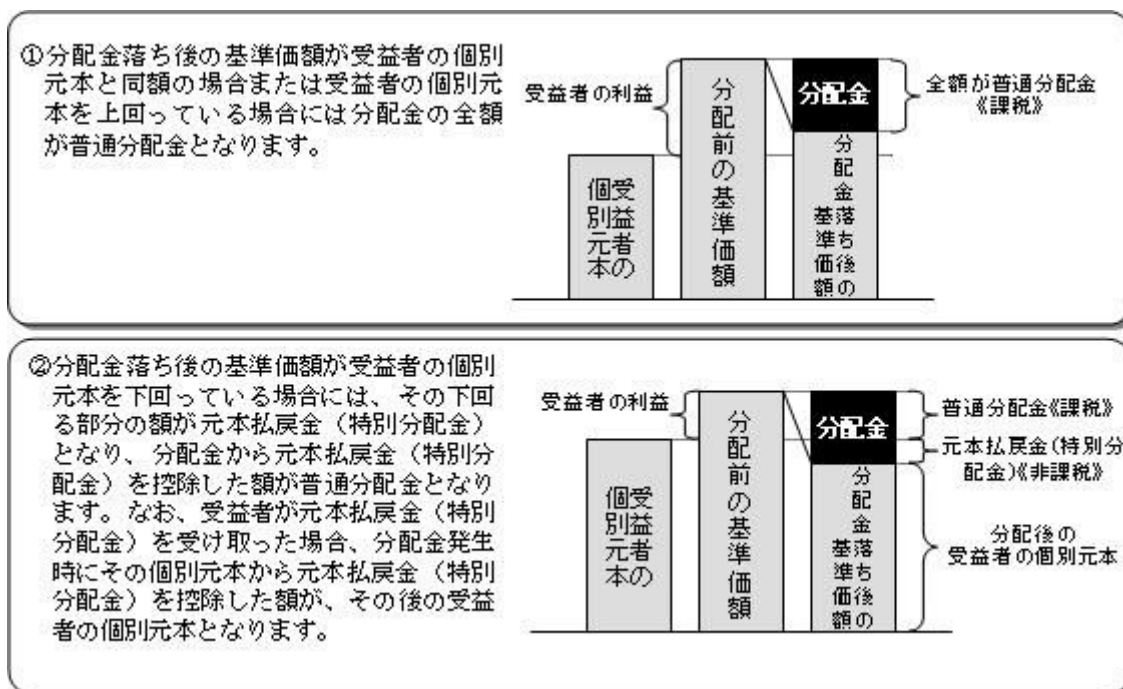 ①分配金落ち後の基準価額が受益者の個別
元本と同額の場合または受益者の個別元
本を上回っている場合には分配金の全額
が普通分配金となります。
受益者の利益
個別元本
受益者の
分配前の基準価額
分配金
分配金落ち後の
基準価額
全額が普通分配金
《課税》
②分配金落ち後の基準価額が受益者の個別
元本を下回っている場合には、その下回
る部分の額が元本払戻金（特別分配金）
となり、分配金から元本払戻金（特別分
配金）を控除した額が普通分配金となり
ます。なお、受益者が元本払戻金（特別
分配金）を受け取った場合、分配金発生
時にその個別元本から元本払戻金（特別
分配金）を控除した額が、その後の受益
者の個別元本となります。
受益者の利益
受益者の
個別元本
分配前の基準価額
分配金
分配金落ち後の
基準価額
普通分配金《課税》
元本払戻金(特別分
配金)《非課税》
分配後の
受益者の個別元本